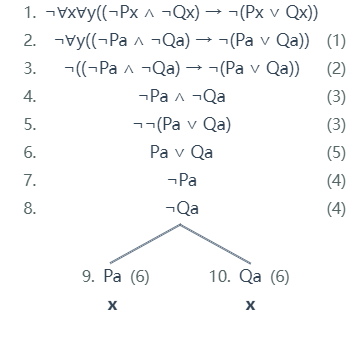 1. ¬∀x∀y((¬Px ∧ ¬Qx) → ¬(Px ∨ Qx))
2. ¬∀y((¬Pa ∧ ¬Qa) → ¬(Pa ∨ Qa)) (1)
3. ¬((¬Pa ∧ ¬Qa) → ¬(Pa ∨ Qa)) (2)
4. ¬Pa ∧ ¬Qa (3)
5. ¬¬(Pa ∨ Qa) (3)
6. Pa ∨ Qa (5)
7. ¬Pa (4)
8. ¬Qa (4)
9. Pa (6) 10. Qa (6)
x x